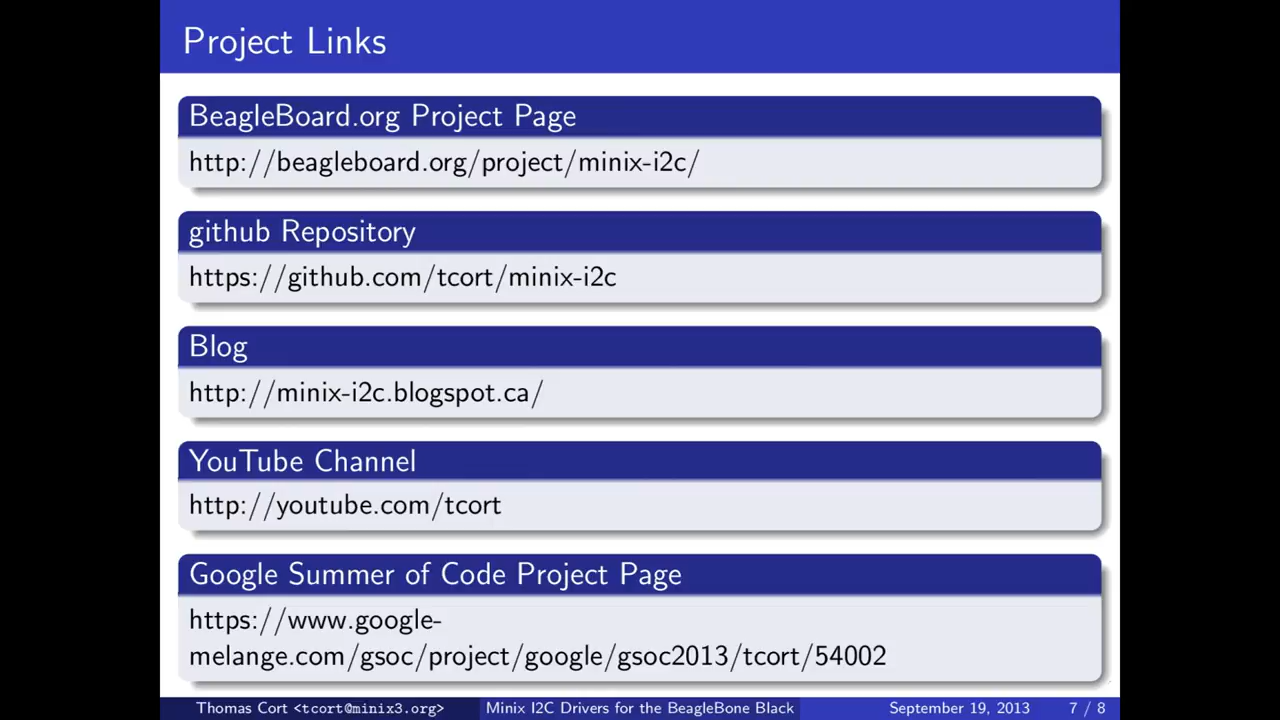 Project Links
BeagleBoard.org Project Page
http://beagleboard.org/project/minix-i2c/
github Repository
https://github.com/tcort/minix-i2c
Blog
http://minix-i2c.blogspot.ca/
YouTube Channel
http://youtube.com/tcort
Google Summer of Code Project Page
https://www.google-
melange.com/gsoc/project/google/gsoc2013/tcort/54002
Thomas Cort <tcort@minix3.org> Minix I2C Drivers for the BeagleBone Black September 19, 2013 7 / 8